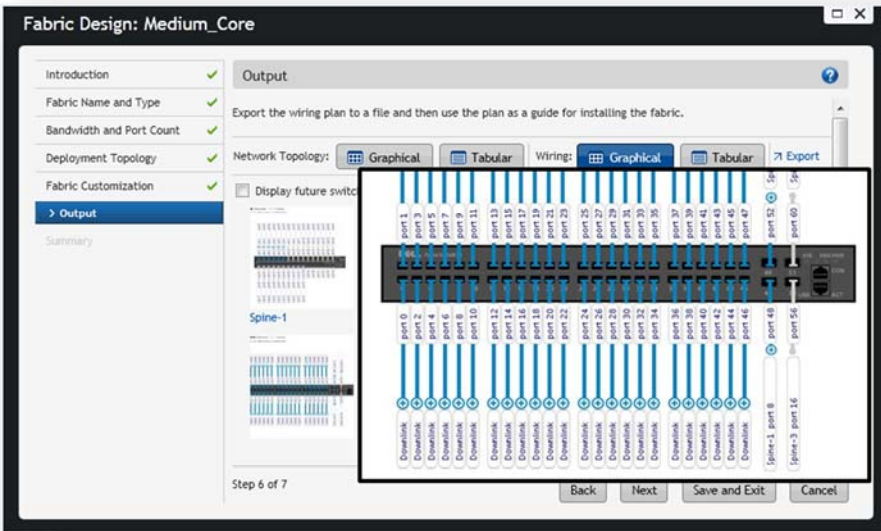 Fabric Design: Medium_Core
Introduction
Fabric Name and Type
Bandwidth and Port Count
Deployment Topology
Fabric Customization
> Output
Summary
Output
Export the wiring plan to a file and then use the plan as a guide for installing the fabric.
Network Topology: Graphical Tabular Wiring: Graphical Tabular Export
Display future switc
Spine-1
port 1 port 3 port 5 port 7 port 9 port 11 port 13 port 15 port 17 port 19 port 21 port 23 port 25 port 27 port 29 port 31 port 33 port 35 port 37 port 39 port 41 port 43 port 45 port 47 port 52 port 60
port 0 port 2 port 4 port 6 port 8 port 10 port 12 port 14 port 16 port 18 port 20 port 22 port 24 port 26 port 28 port 30 port 32 port 34 port 36 port 38 port 40 port 42 port 44 port 46 port 48 port 56
Downlink Downlink Downlink Downlink Downlink Downlink Downlink Downlink Downlink Downlink Downlink Downlink Downlink Downlink Downlink Downlink Downlink Downlink Downlink Downlink Downlink Downlink Downlink Downlink Spine-1 port 8 Spine-3 port 16
Step 6 of 7
Back Next Save and Exit Cancel